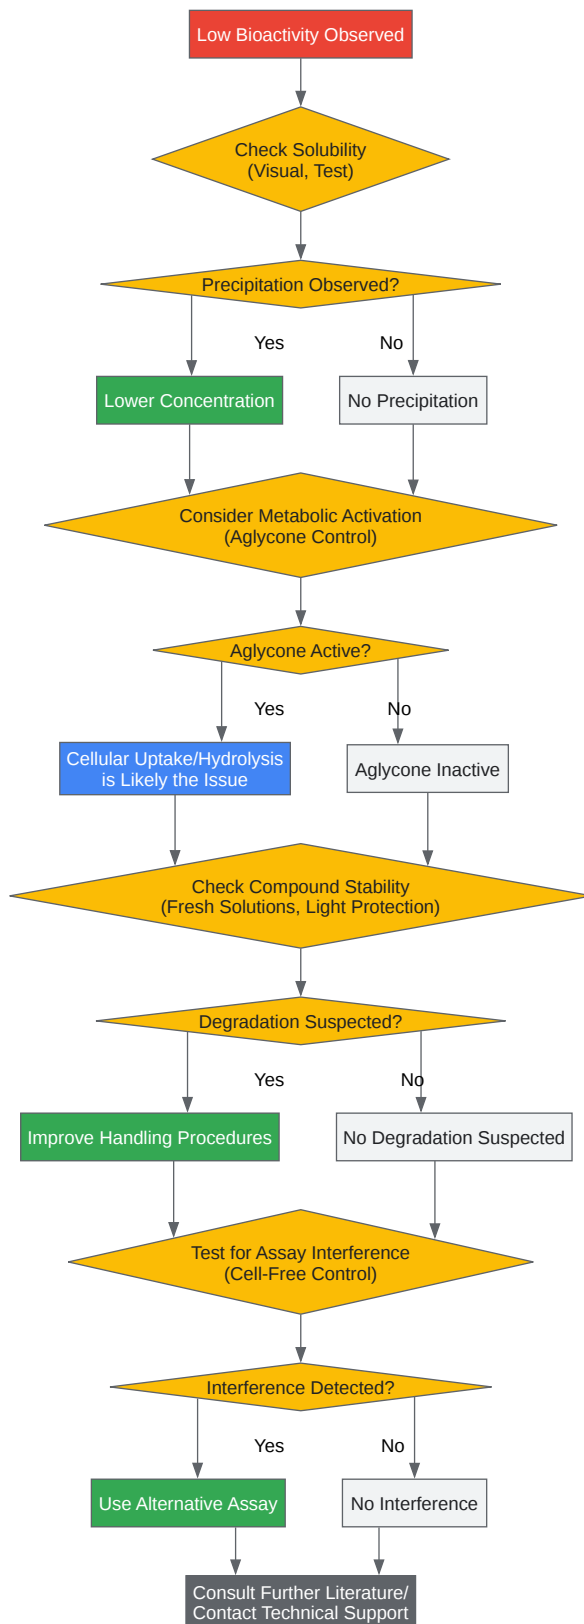 Low Bioactivity Observed
Check Solubility
(Visual, Test)
Precipitation Observed?
Yes
No
Lower Concentration
No Precipitation
Consider Metabolic Activation
(Aglycone Control)
Aglycone Active?
Yes
No
Cellular Uptake/Hydrolysis
is Likely the Issue
Aglycone Inactive
Check Compound Stability
(Fresh Solutions, Light Protection)
Degradation Suspected?
Yes
No
Improve Handling Procedures
No Degradation Suspected
Test for Assay Interference
(Cell-Free Control)
Interference Detected?
Yes
No
Use Alternative Assay
No Interference
Consult Further Literature/
Contact Technical Support